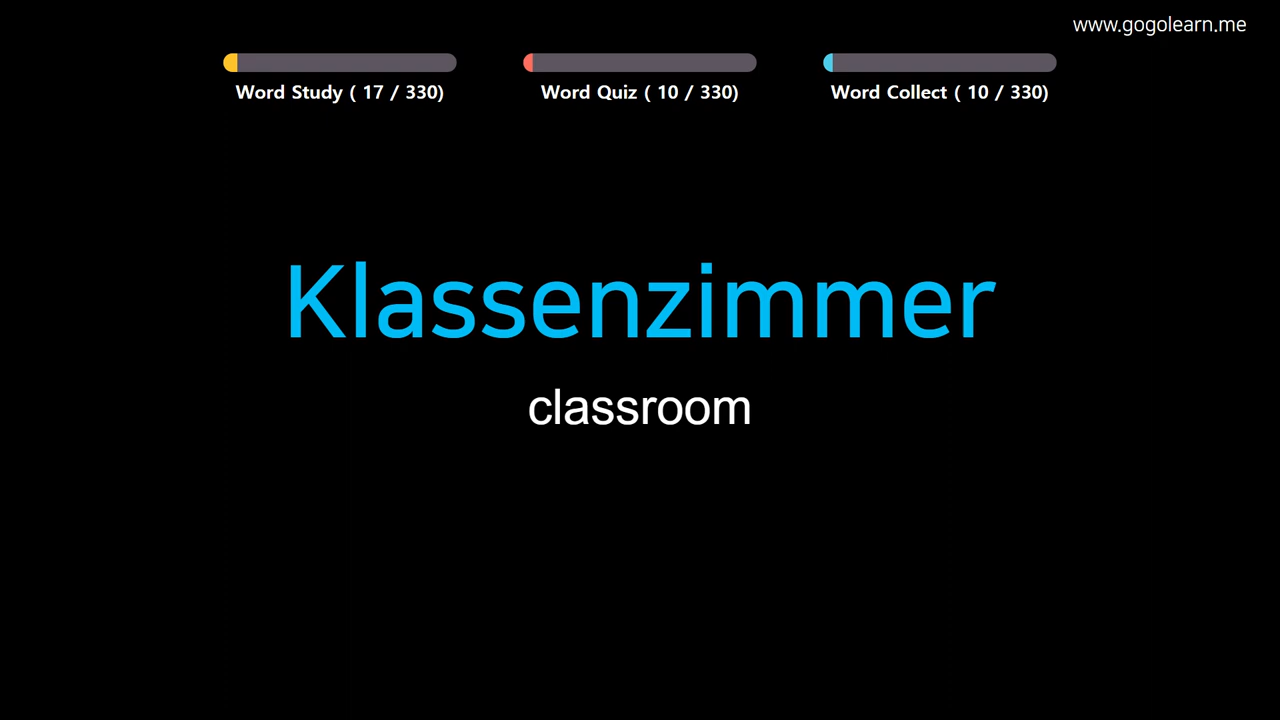 www.gogolearn.me
Word Study ( 17 / 330)
Word Quiz ( 10 / 330)
Word Collect ( 10 / 330)
Klassenzimmer
classroom